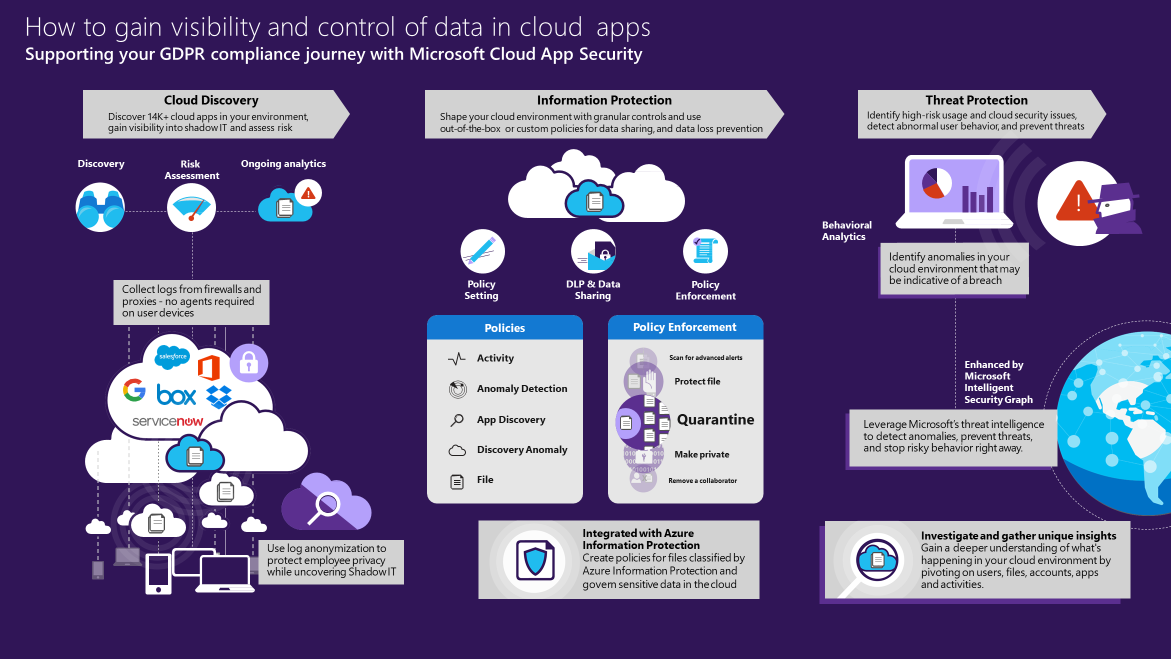 How to gain visibility and control of data in cloud apps
Supporting your GDPR compliance journey with Microsoft Cloud App Security
Cloud Discovery
Discover 14K+ cloud apps in your environment,
gain visibility into shadow IT and assess risk
Discovery
Risk
Assessment
Ongoing analytics
Collect logs from firewalls and
proxies - no agents required
on user devices
salesforce
G
box
servicenow
Use log anonymization to
protect employee privacy
while uncovering Shadow IT
Information Protection
Shape your cloud environment with granular controls and use
out-of-the-box or custom policies for data sharing, and data loss prevention
Policy
Setting
DLP & Data
Sharing
Policy
Enforcement
Policies
Activity
Anomaly Detection
App Discovery
Discovery Anomaly
File
Policy Enforcement
Scan for advanced alerts
Protect file
Quarantine
Make private
Remove a collaborator
Integrated with Azure
Information Protection
Create policies for files classified by
Azure Information Protection and
govern sensitive data in the cloud
Threat Protection
Identify high-risk usage and cloud security issues,
detect abnormal user behavior, and prevent threats
Behavioral
Analytics
Identify anomalies in your
cloud environment that may
be indicative of a breach
Enhanced by
Microsoft
Intelligent
Security Graph
Leverage Microsoft's threat intelligence
to detect anomalies, prevent threats,
and stop risky behavior right away.
Investigate and gather unique insights
Gain a deeper understanding of what's
happening in your cloud environment by
pivoting on users, files, accounts, apps
and activities.